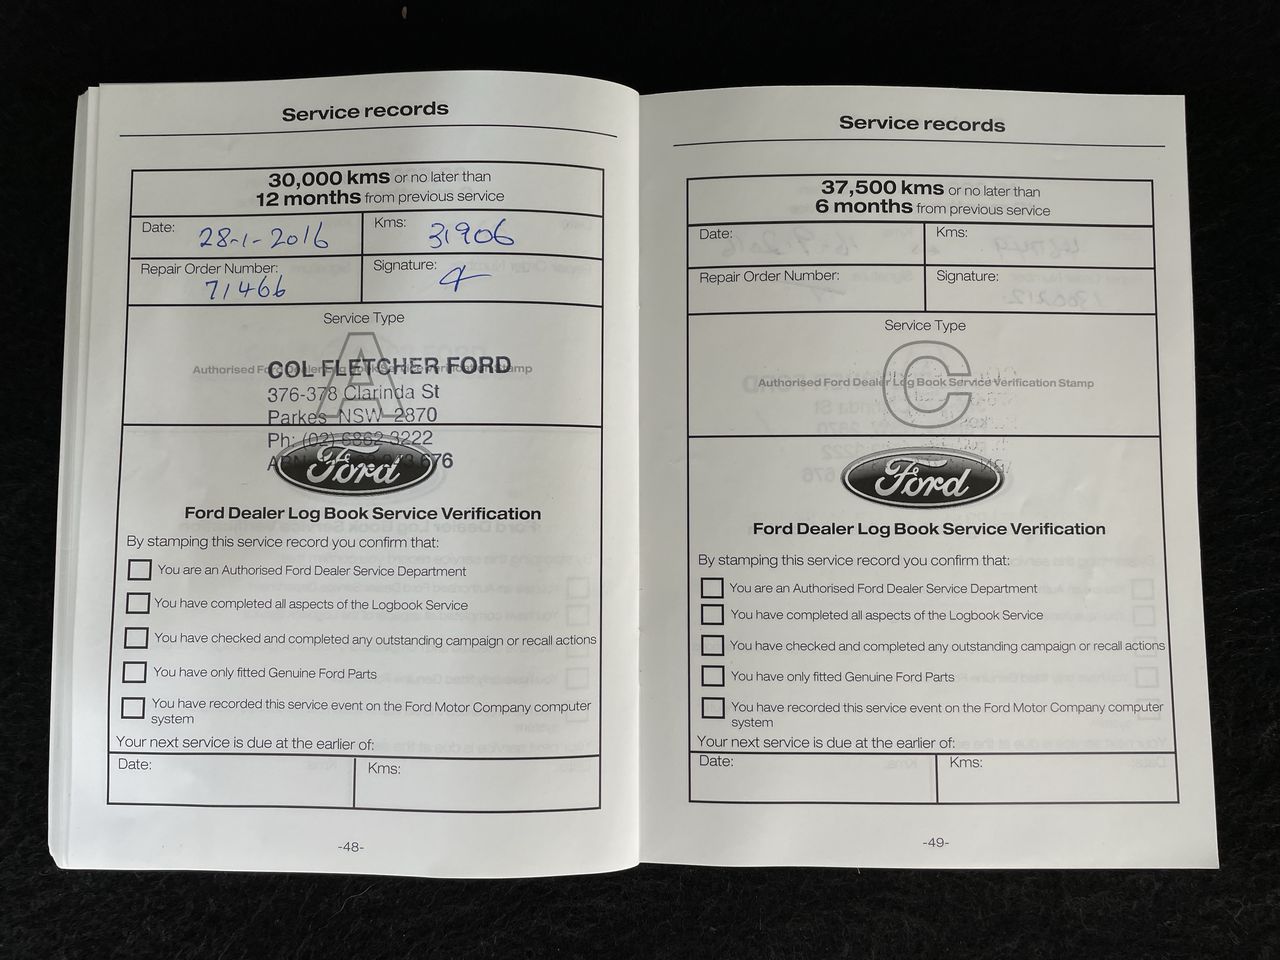 Service records
30,000 kms or no later than
12 months from previous service
Date: 28-1-2016 Kms: 31906
Repair Order Number: 71466 Signature:
Service Type
A
Authorised Ford Dealer Log Book Service Verification Stamp
COL FLETCHER FORD
376-378 Clarinda St
Parkes NSW 2870
Ph: (02) 6862 3222
676
Ford
Ford Dealer Log Book Service Verification
By stamping this service record you confirm that:
You are an Authorised Ford Dealer Service Department
You have completed all aspects of the Logbook Service
You have checked and completed any outstanding campaign or recall actions
You have only fitted Genuine Ford Parts
You have recorded this service event on the Ford Motor Company computer
system
Your next service is due at the earlier of:
Date: Kms:
-48-
Service records
37,500 kms or no later than
6 months from previous service
Date: Kms:
Repair Order Number: Signature:
Service Type
C
Authorised Ford Dealer Log Book Service Verification Stamp
Ford
Ford Dealer Log Book Service Verification
By stamping this service record you confirm that:
You are an Authorised Ford Dealer Service Department
You have completed all aspects of the Logbook Service
You have checked and completed any outstanding campaign or recall actions
You have only fitted Genuine Ford Parts
You have recorded this service event on the Ford Motor Company computer
system
Your next service is due at the earlier of:
Date: Kms:
-49-